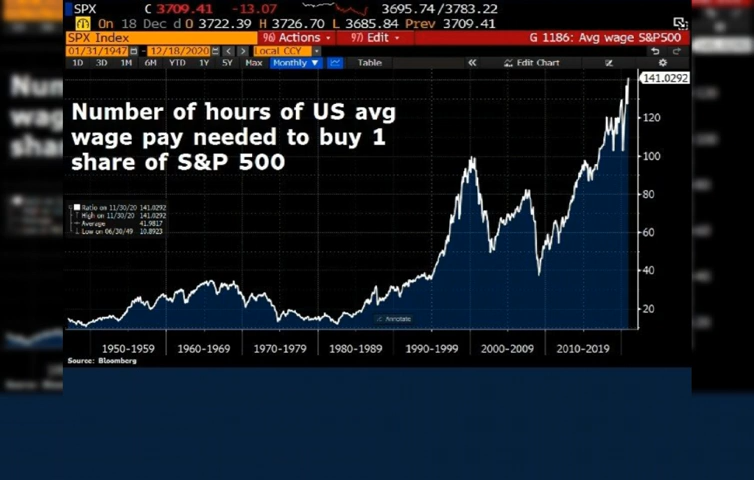 SPX C 3709.41 -13.07 3695.74/3783.22
On 18 Dec d O 3722.39 H 3726.70 L 3685.84 Prev 3709.41
SPX Index 96) Actions 97) Edit G 1186: Avg wage S&P500
01/31/1947 - 12/18/2020 Local CCY
1D 3D 1M 6M YTD 1Y 5Y Max Monthly ▼ Table « Edit Chart
Number of hours of US avg
wage pay needed to buy 1
share of S&P 500
141.0292
120
100
80
60
40
20
Ratio on 11/30/20 141.0292
High on 11/30/20 141.0292
Average 41.9817
Low on 06/30/49 10.8923
Annotate
1950-1959 1960-1969 1970-1979 1980-1989 1990-1999 2000-2009 2010-2019
Source: Bloomberg